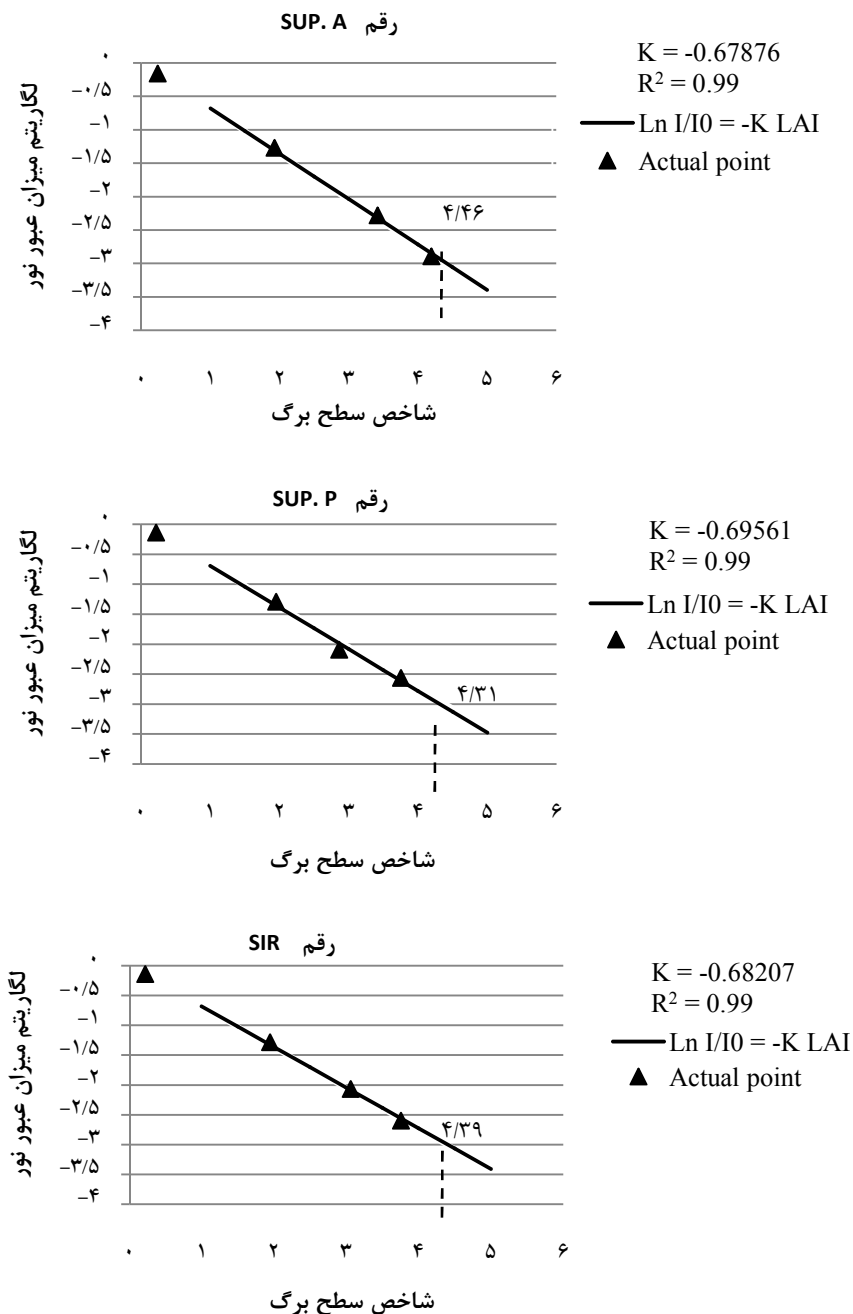 رقم SUP. A
لگاریتم میزان عبور نور
۰
-۰/۵
-۱
-۱/۵
-۲
-۲/۵
-۳
-۳/۵
-۴
۴/۴۶
۰ ۱ ۲ ۳ ۴ ۵ ۶
شاخص سطح برگ
K = -0.67876
R² = 0.99
Ln I/I0 = -K LAI
Actual point
رقم SUP. P
لگاریتم میزان عبور نور
۰
-۰/۵
-۱
-۱/۵
-۲
-۲/۵
-۳
-۳/۵
-۴
۴/۳۱
۰ ۱ ۲ ۳ ۴ ۵ ۶
شاخص سطح برگ
K = -0.69561
R² = 0.99
Ln I/I0 = -K LAI
Actual point
رقم SIR
لگاریتم میزان عبور نور
۰
-۰/۵
-۱
-۱/۵
-۲
-۲/۵
-۳
-۳/۵
-۴
۴/۳۹
۰ ۱ ۲ ۳ ۴ ۵ ۶
شاخص سطح برگ
K = -0.68207
R² = 0.99
Ln I/I0 = -K LAI
Actual point